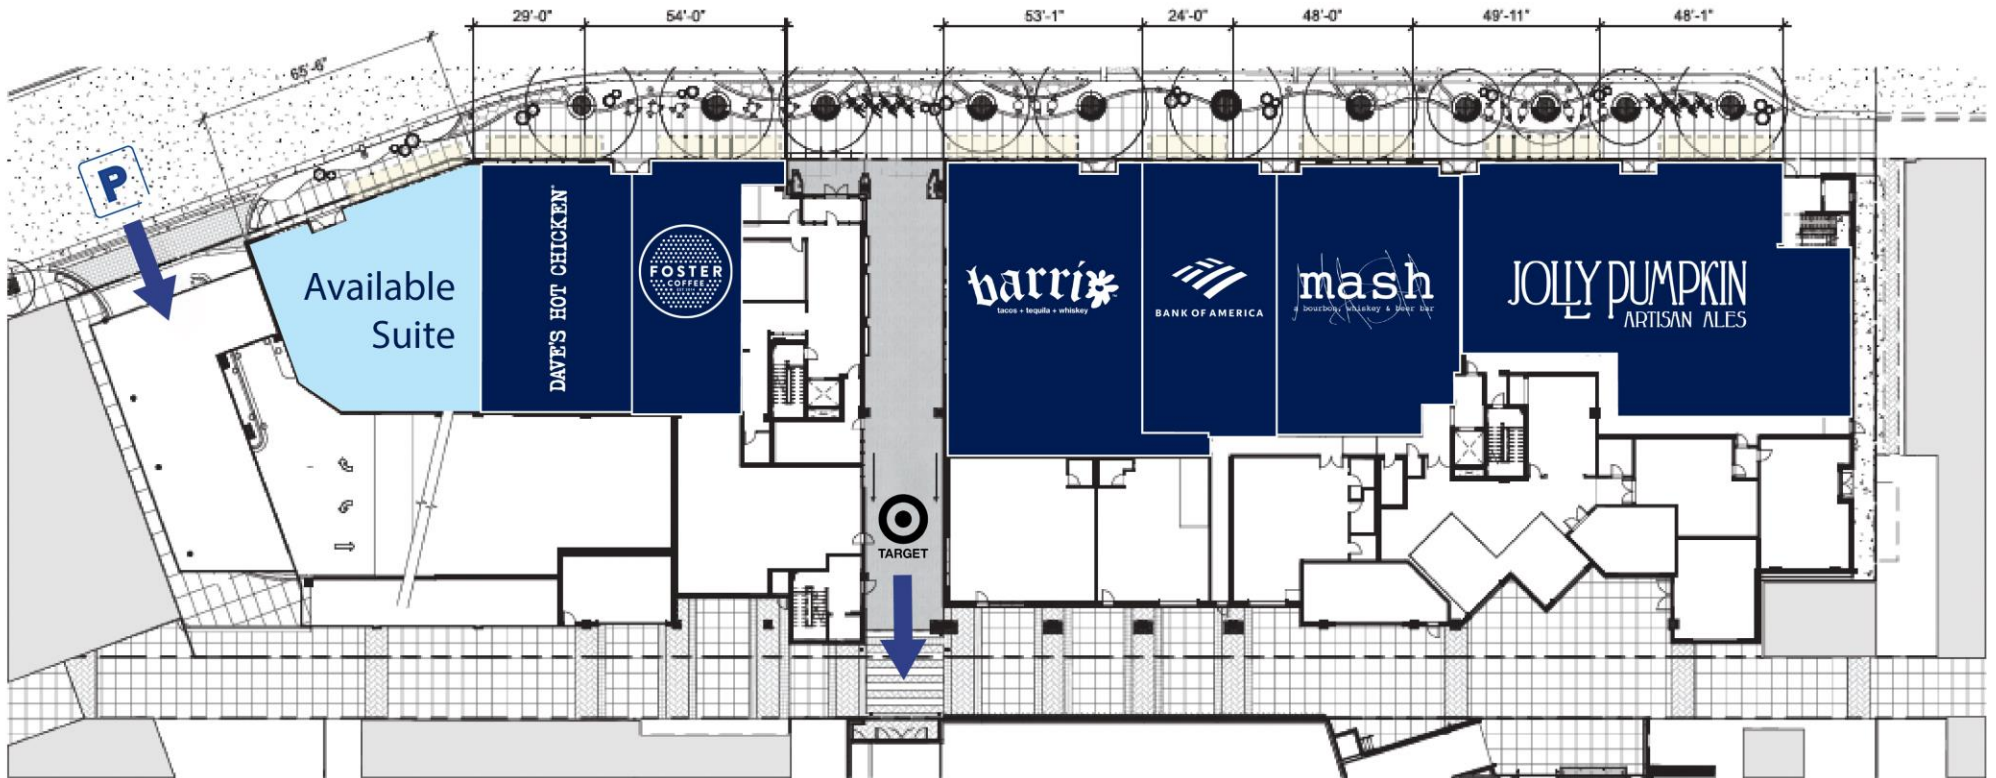 29'-0"
54'-0"
53'-1"
24'-0"
48'-0"
49'-11"
48'-1"
65'-6"
P
Available
Suite
DAVE'S HOT CHICKEN
FOSTER
COFFEE
barrio
tacos + tequila + whiskey
BANK OF AMERICA
mash
a bourbon, whiskey & beer bar
JOLLY PUMPKIN
ARTISAN ALES
TARGET